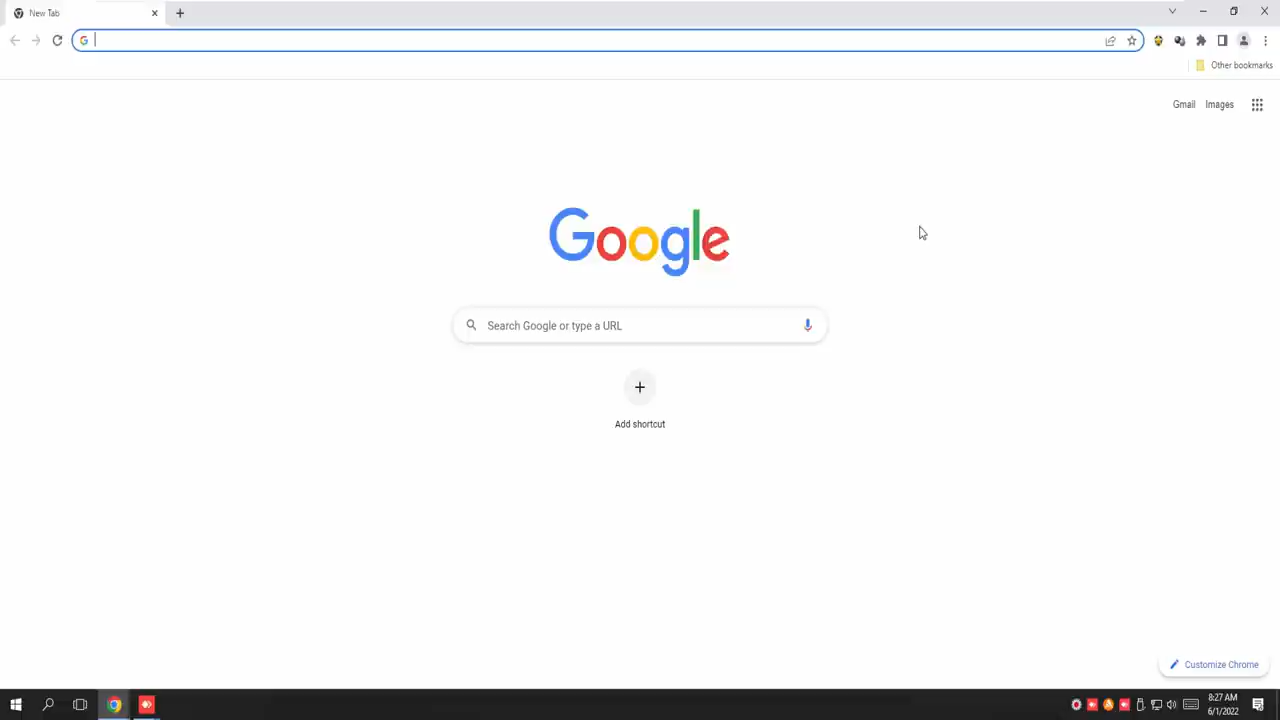 New Tab
Other bookmarks
Gmail Images
Google
Search Google or type a URL
Add shortcut
Customize Chrome
8:27 AM
6/1/2022